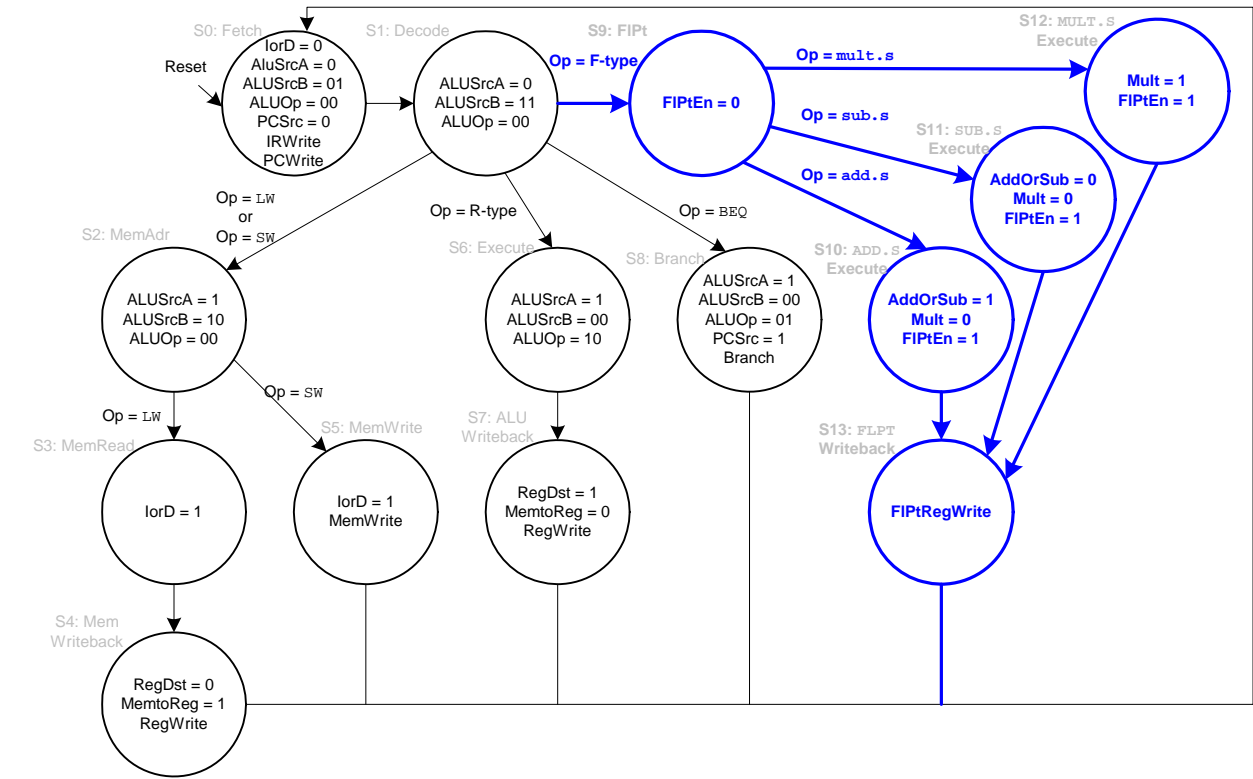 S0: Fetch
IorD = 0
AluSrcA = 0
ALUSrcB = 01
ALUOp = 00
PCSrc = 0
IRWrite
PCWrite
Reset
S1: Decode
ALUSrcA = 0
ALUSrcB = 11
ALUOp = 00
Op = F-type
S9: FlPt
FlPtEn = 0
Op = mult.s
S12: MULT.S
Execute
Mult = 1
FlPtEn = 1
Op = sub.s
S11: SUB.S
Execute
AddOrSub = 0
Mult = 0
FlPtEn = 1
Op = add.s
S10: ADD.S
Execute
AddOrSub = 1
Mult = 0
FlPtEn = 1
Op = LW
or
Op = SW
S2: MemAdr
ALUSrcA = 1
ALUSrcB = 10
ALUOp = 00
Op = R-type
S6: Execute
ALUSrcA = 1
ALUSrcB = 00
ALUOp = 10
Op = BEQ
S8: Branch
ALUSrcA = 1
ALUSrcB = 00
ALUOp = 01
PCSrc = 1
Branch
Op = LW
S3: MemRead
IorD = 1
Op = SW
S5: MemWrite
IorD = 1
MemWrite
S7: ALU
Writeback
RegDst = 1
MemtoReg = 0
RegWrite
S13: FLPT
Writeback
FlPtRegWrite
S4: Mem
Writeback
RegDst = 0
MemtoReg = 1
RegWrite